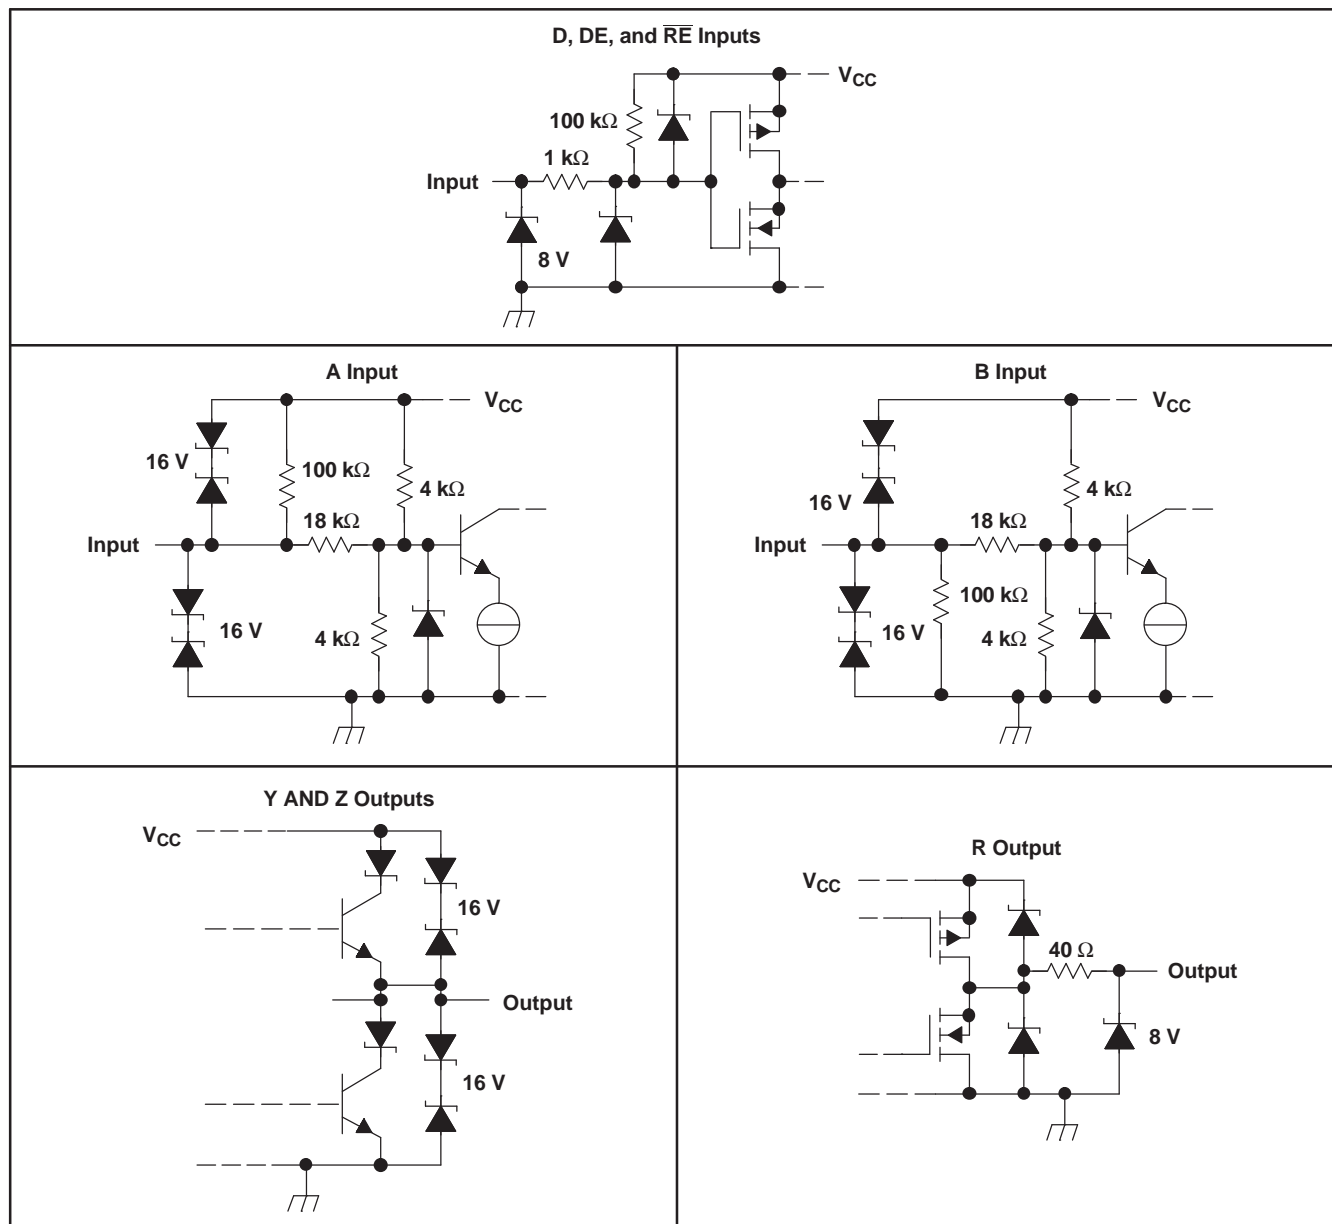 D, DE, and R̅E̅ Inputs
VCC
100 kΩ
1 kΩ
Input
8 V
A Input
VCC
16 V
100 kΩ
4 kΩ
18 kΩ
Input
16 V
4 kΩ
B Input
VCC
4 kΩ
16 V
18 kΩ
Input
100 kΩ
16 V
4 kΩ
Y AND Z Outputs
VCC
16 V
Output
16 V
R Output
VCC
40 Ω
Output
8 V